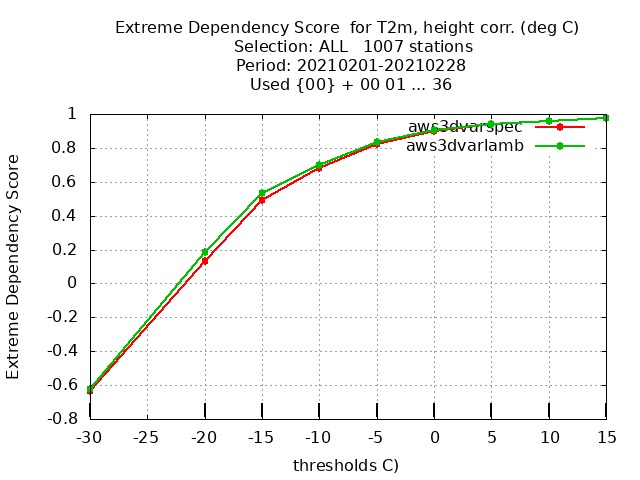 Extreme Dependency Score  for T2m, height corr. (deg C)
Selection: ALL   1007 stations
Period: 20210201-20210228
Used {00} + 00 01 ... 36
Extreme Dependency Score
1
0.8
0.6
0.4
0.2
0
-0.2
-0.4
-0.6
-0.8
aws3dvarspec
aws3dvarlamb
-30 -25 -20 -15 -10 -5 0 5 10 15
thresholds C)